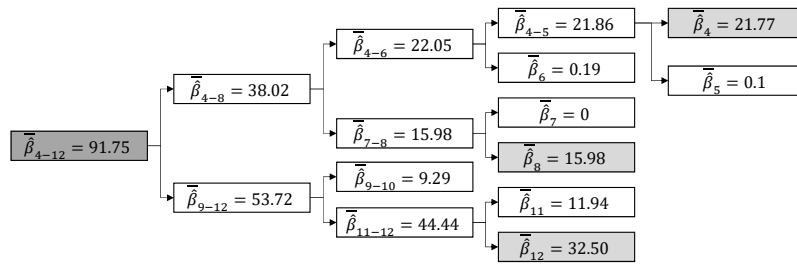 β̂̅₄₋₅ = 21.86
β̂̅₄ = 21.77
β̂̅₄₋₆ = 22.05
β̂̅₆ = 0.19
β̂̅₅ = 0.1
β̂̅₄₋₈ = 38.02
β̂̅₇ = 0
β̂̅₇₋₈ = 15.98
β̂̅₄₋₁₂ = 91.75
β̂̅₈ = 15.98
β̂̅₉₋₁₀ = 9.29
β̂̅₉₋₁₂ = 53.72
β̂̅₁₁ = 11.94
β̂̅₁₁₋₁₂ = 44.44
β̂̅₁₂ = 32.50